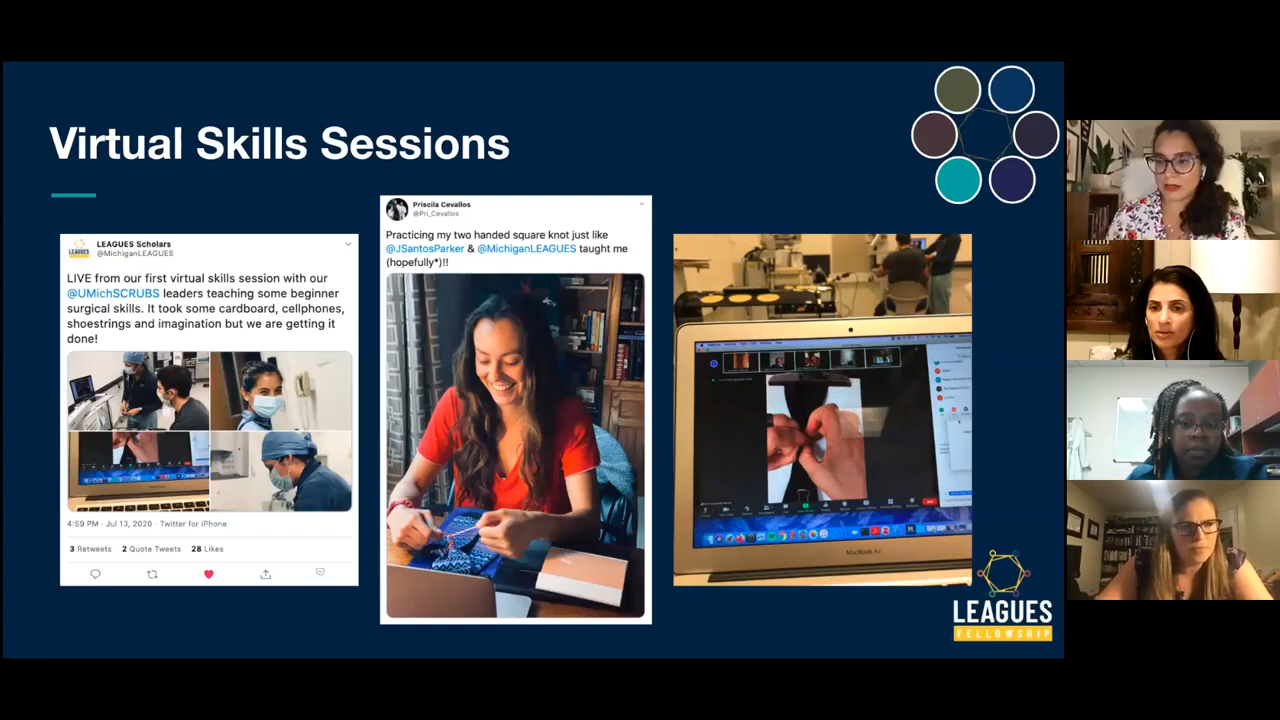 Virtual Skills Sessions
LEAGUES Scholars
@MichiganLEAGUES
LIVE from our first virtual skills session with our
@UMichSCRUBS leaders teaching some beginner
surgical skills. It took some cardboard, cellphones,
shoestrings and imagination but we are getting it
done!
4:59 PM · Jul 13, 2020 · Twitter for iPhone
3 Retweets 2 Quote Tweets 28 Likes
Priscila Cevallos
@Pri_Cevallos
Practicing my two handed square knot just like
@JSantosParker & @MichiganLEAGUES taught me
(hopefully*)!!
MacBook Air
LEAGUES
FELLOWSHIP